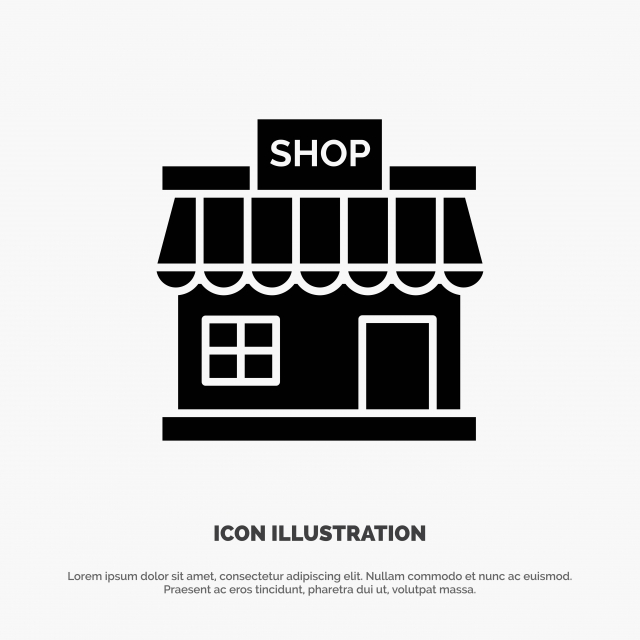 SHOP
ICON ILLUSTRATION
Lorem ipsum dolor sit amet, consectetur adipiscing elit. Nullam commodo et nunc ac euismod.
Praesent ac eros tincidunt, pharetra dui ut, volutpat massa.